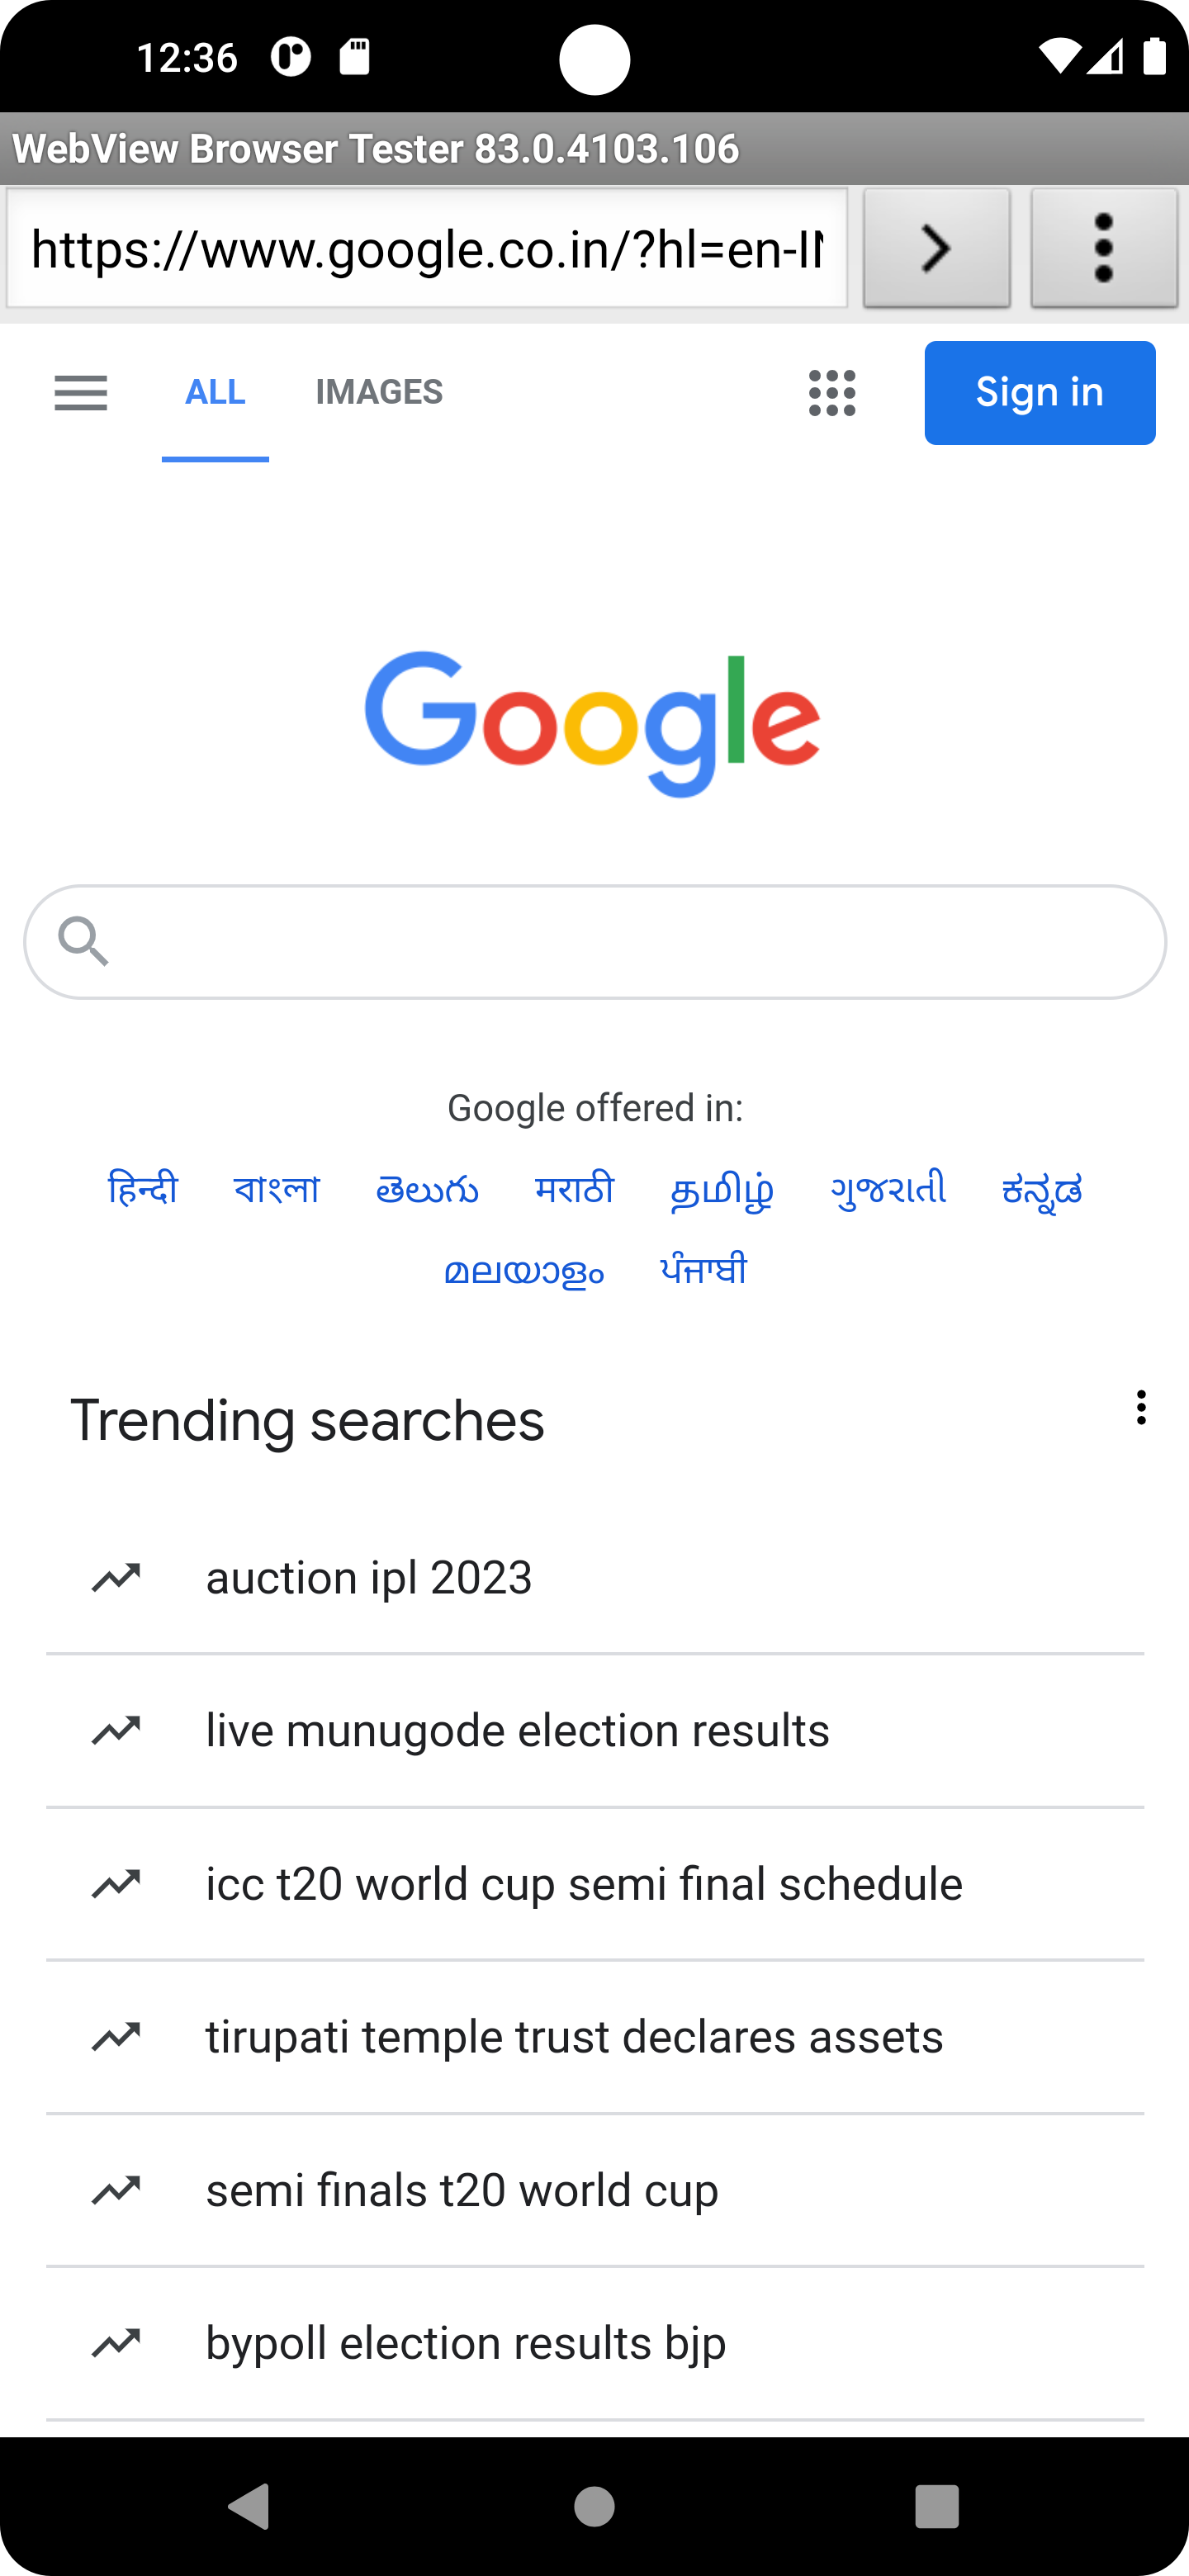 12:36
WebView Browser Tester 83.0.4103.106
https://www.google.co.in/?hl=en-IN
ALL IMAGES Sign in
Google
Google offered in:
हिन्दी বাংলা తెలుగు मराठी தமிழ் ગુજરાતી ಕನ್ನಡ
മലയാളം ਪੰਜਾਬੀ
Trending searches
auction ipl 2023
live munugode election results
icc t20 world cup semi final schedule
tirupati temple trust declares assets
semi finals t20 world cup
bypoll election results bjp